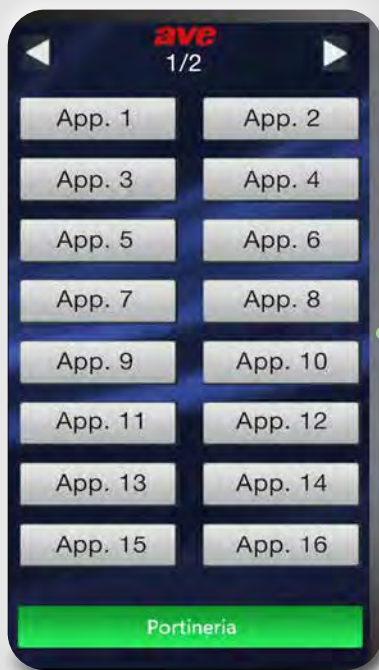 ave
1/2
App. 1 App. 2
App. 3 App. 4
App. 5 App. 6
App. 7 App. 8
App. 9 App. 10
App. 11 App. 12
App. 13 App. 14
App. 15 App. 16
Portineria